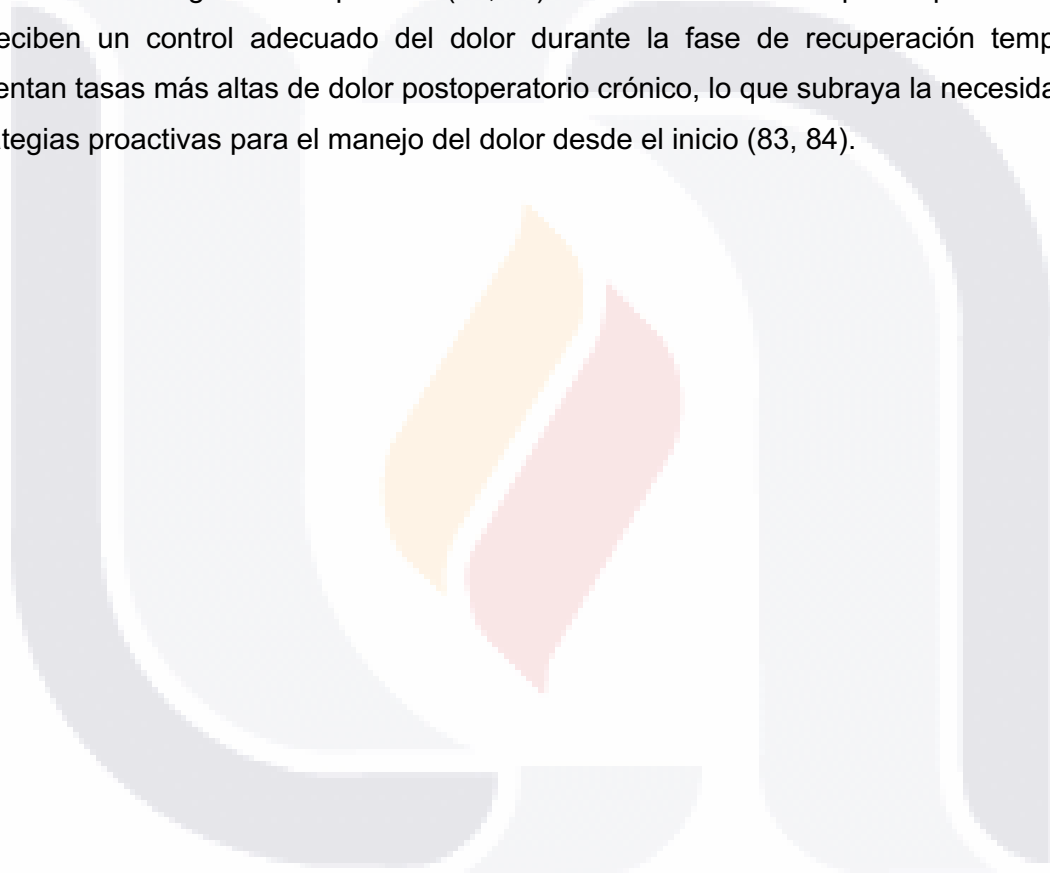 eciben un control adecuado del dolor durante la fase de recuperación temp
entan tasas más altas de dolor postoperatorio crónico, lo que subraya la necesida
tegias proactivas para el manejo del dolor desde el inicio (83, 84).